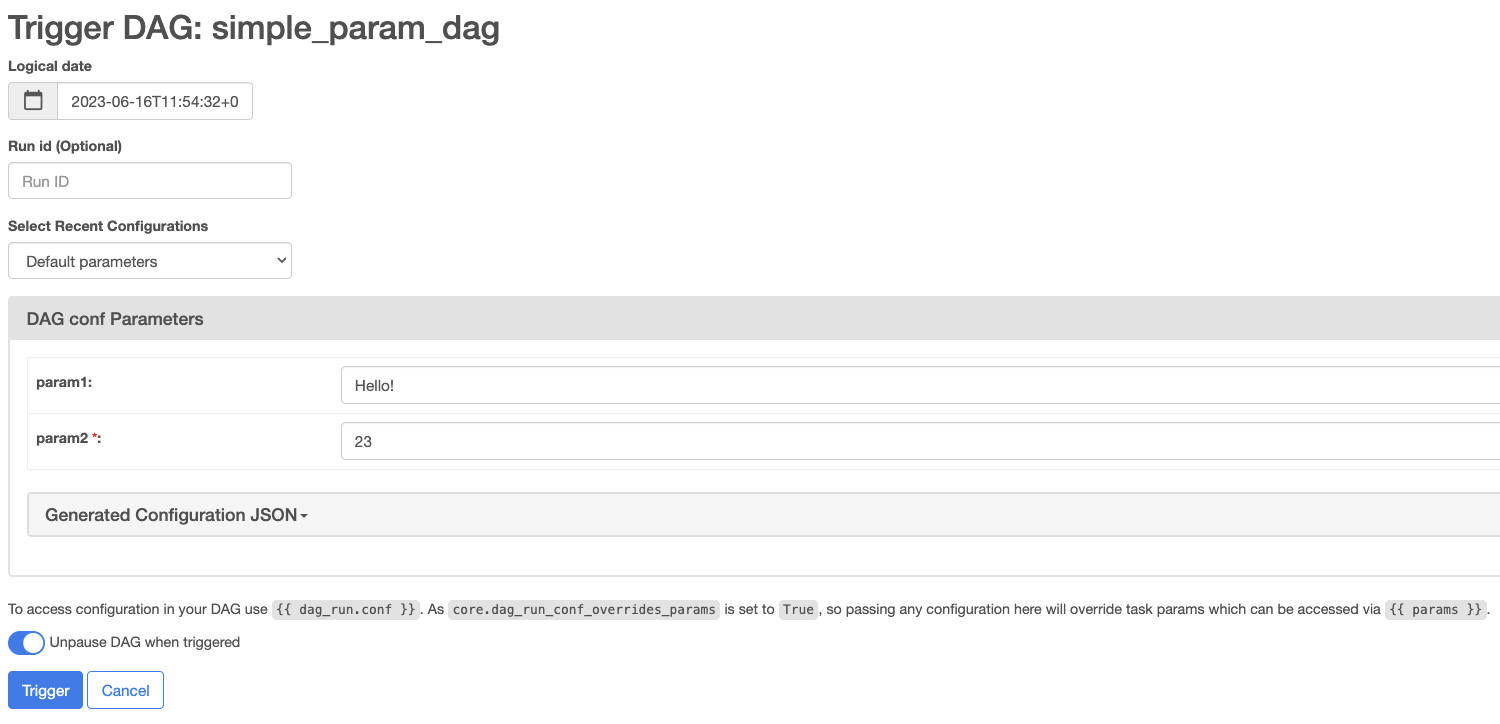 Trigger DAG: simple_param_dag
Logical date
2023-06-16T11:54:32+0
Run id (Optional)
Run ID
Select Recent Configurations
Default parameters
DAG conf Parameters
param1:
Hello!
param2 *:
23
Generated Configuration JSON
To access configuration in your DAG use {{ dag_run.conf }}. As core.dag_run_conf_overrides_params is set to True, so passing any configuration here will override task params which can be accessed via {{ params }}.
Unpause DAG when triggered
Trigger Cancel